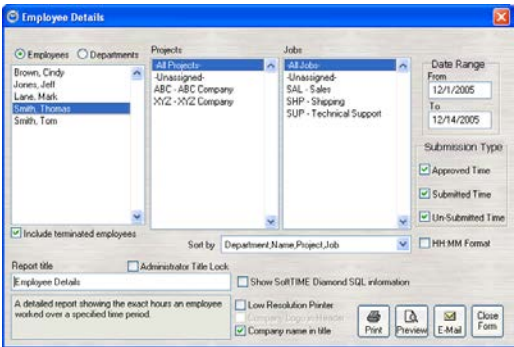 Employee Details
Employees Departments
Brown, Cindy
Jones, Jeff
Lane, Mark
Smith, Thomas
Smith, Tom
Include terminated employees
Projects
-All Projects-
-Unassigned-
ABC - ABC Company
XYZ - XYZ Company
Jobs
-All Jobs-
-Unassigned-
SAL - Sales
SHP - Shipping
SUP - Technical Support
Date Range
From
12/1/2005
To
12/14/2005
Submission Type
Approved Time
Submitted Time
Un-Submitted Time
Sort by Department,Name,Project,Job
HH:MM Format
Report title
Administrator Title Lock
Employee Details
Show SoftTIME Diamond SQL information
A detailed report showing the exact hours an employee
worked over a specified time period.
Low Resolution Printer
Company Logo in Header
Company name in title
Print
Preview
E-Mail
Close
Form